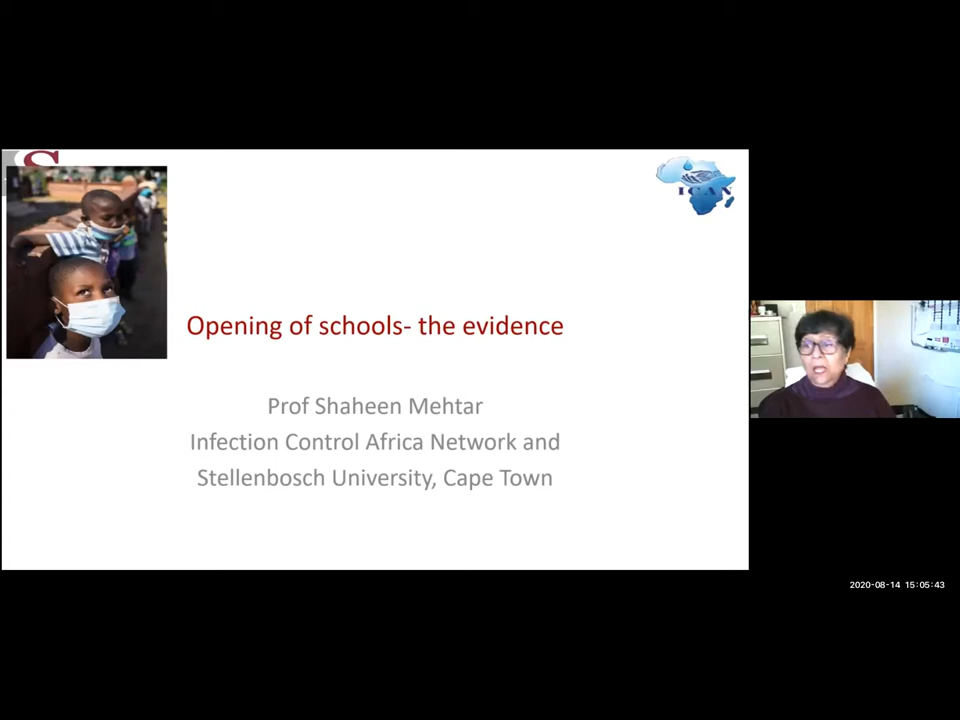 S
ICAN
Opening of schools- the evidence
Prof Shaheen Mehtar
Infection Control Africa Network and
Stellenbosch University, Cape Town
2020-08-14 15:05:43